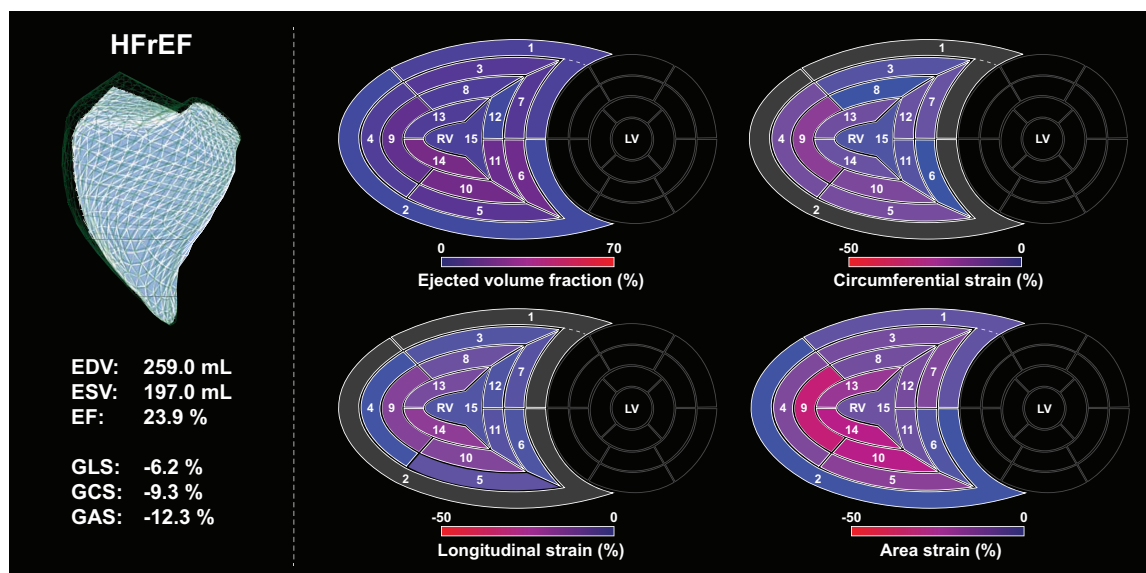 HFrEF
EDV: 259.0 mL
ESV: 197.0 mL
EF: 23.9 %
GLS: -6.2 %
GCS: -9.3 %
GAS: -12.3 %
1
3
8
7
13
12
4 9 RV 15 LV
14 11
10 6
2 5
0 70
Ejected volume fraction (%)
1
3
8
7
13
12
4 9 RV 15 LV
14 11
10 6
2 5
-50 0
Circumferential strain (%)
1
3
8
7
13 12
4 9 RV 15 LV
14 11
10 6
2 5
-50 0
Longitudinal strain (%)
1
3
8
7
13 12
4 9 RV 15 LV
14 11
10 6
2 5
-50 0
Area strain (%)